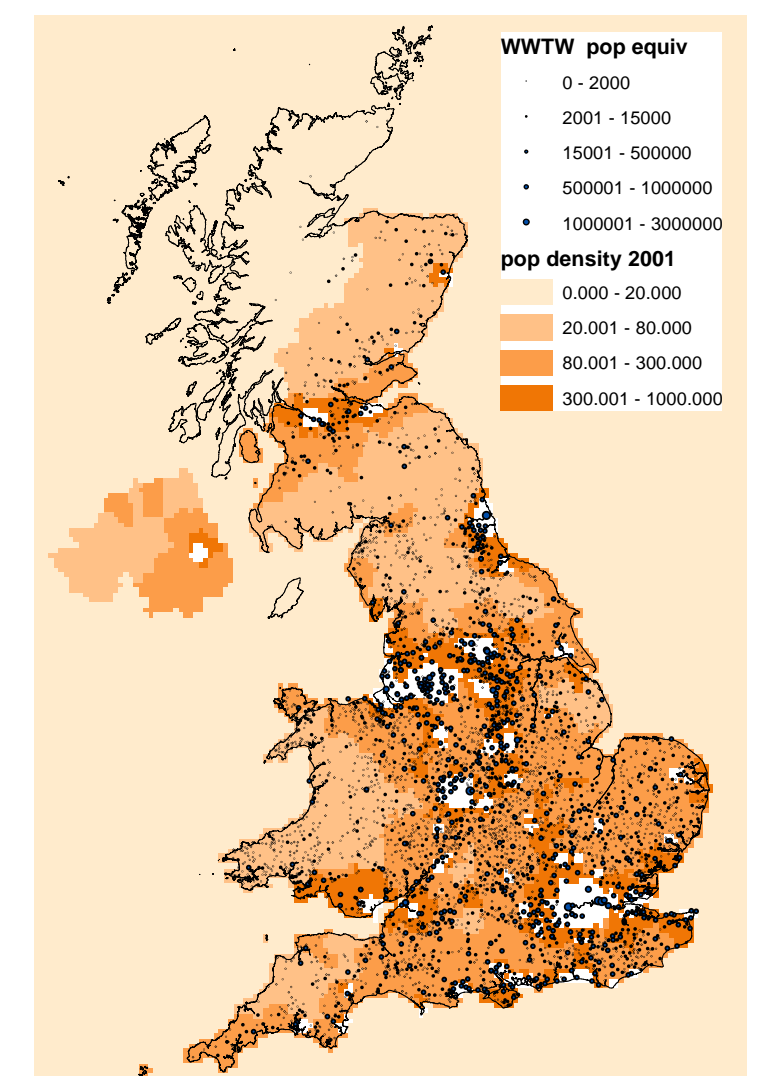 WWTW pop equiv
0 - 2000
2001 - 15000
15001 - 500000
500001 - 1000000
1000001 - 3000000
pop density 2001
0.000 - 20.000
20.001 - 80.000
80.001 - 300.000
300.001 - 1000.000